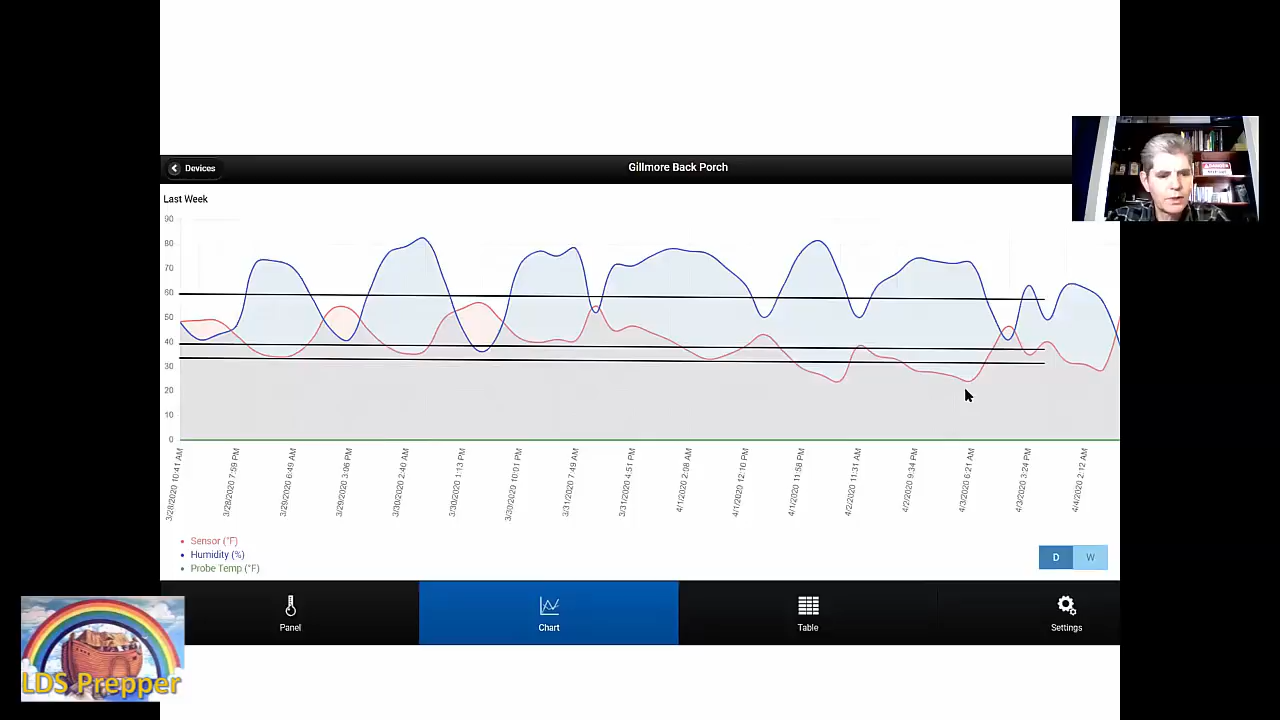 Devices
Gillmore Back Porch
Last Week
90
80
70
60
50
40
30
20
10
0
3/28/2020 10:41 AM
3/28/2020 7:59 PM
3/29/2020 6:49 AM
3/29/2020 3:06 PM
3/30/2020 2:40 AM
3/30/2020 1:13 PM
3/30/2020 10:01 PM
3/31/2020 7:49 AM
3/31/2020 4:51 PM
4/1/2020 2:08 AM
4/1/2020 12:16 PM
4/1/2020 11:58 PM
4/2/2020 11:31 AM
4/2/2020 9:34 PM
4/3/2020 6:21 AM
4/3/2020 3:24 PM
4/4/2020 2:12 AM
Sensor (°F)
Humidity (%)
Probe Temp (°F)
D W
Panel
Chart
Table
Settings
LDS Prepper